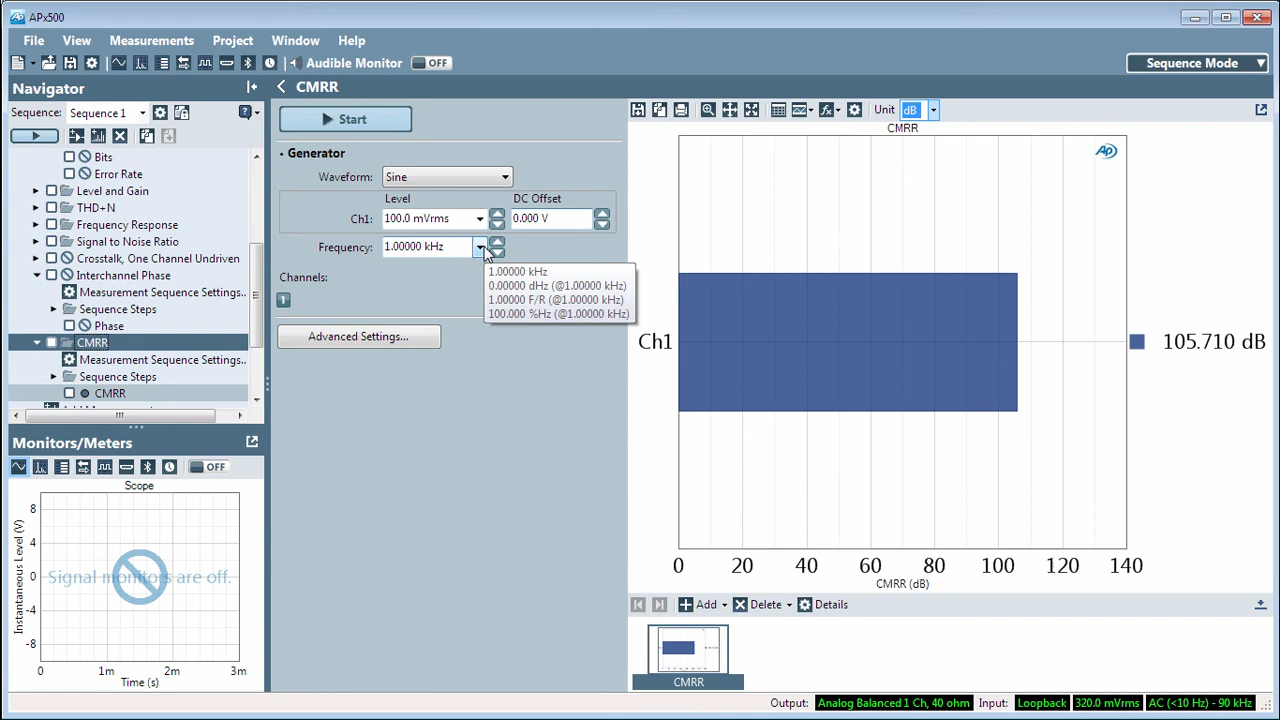 APx500
File View Measurements Project Window Help
Audible Monitor OFF
Sequence Mode
Navigator
Sequence: Sequence 1
Bits
Error Rate
Level and Gain
THD+N
Frequency Response
Signal to Noise Ratio
Crosstalk, One Channel Undriven
Interchannel Phase
Measurement Sequence Settings...
Sequence Steps
Phase
CMRR
Measurement Sequence Settings...
Sequence Steps
CMRR
Monitors/Meters
OFF
Scope
Instantaneous Level (V)
8
4
0
-4
-8
Signal monitors are off.
0 1m 2m 3m
Time (s)
CMRR
Start
Generator
Waveform: Sine
Level DC Offset
Ch1: 100.0 mVrms 0.000 V
Frequency: 1.00000 kHz
1.00000 kHz
0.00000 dHz (@1.00000 kHz)
1.00000 F/R (@1.00000 kHz)
100.000 %Hz (@1.00000 kHz)
Channels:
1
Advanced Settings...
Unit dB
CMRR
AP
Ch1
105.710 dB
0 20 40 60 80 100 120 140
CMRR (dB)
Add Delete Details
CMRR
Output: Analog Balanced 1 Ch, 40 ohm Input: Loopback 320.0 mVrms AC (<10 Hz) - 90 kHz